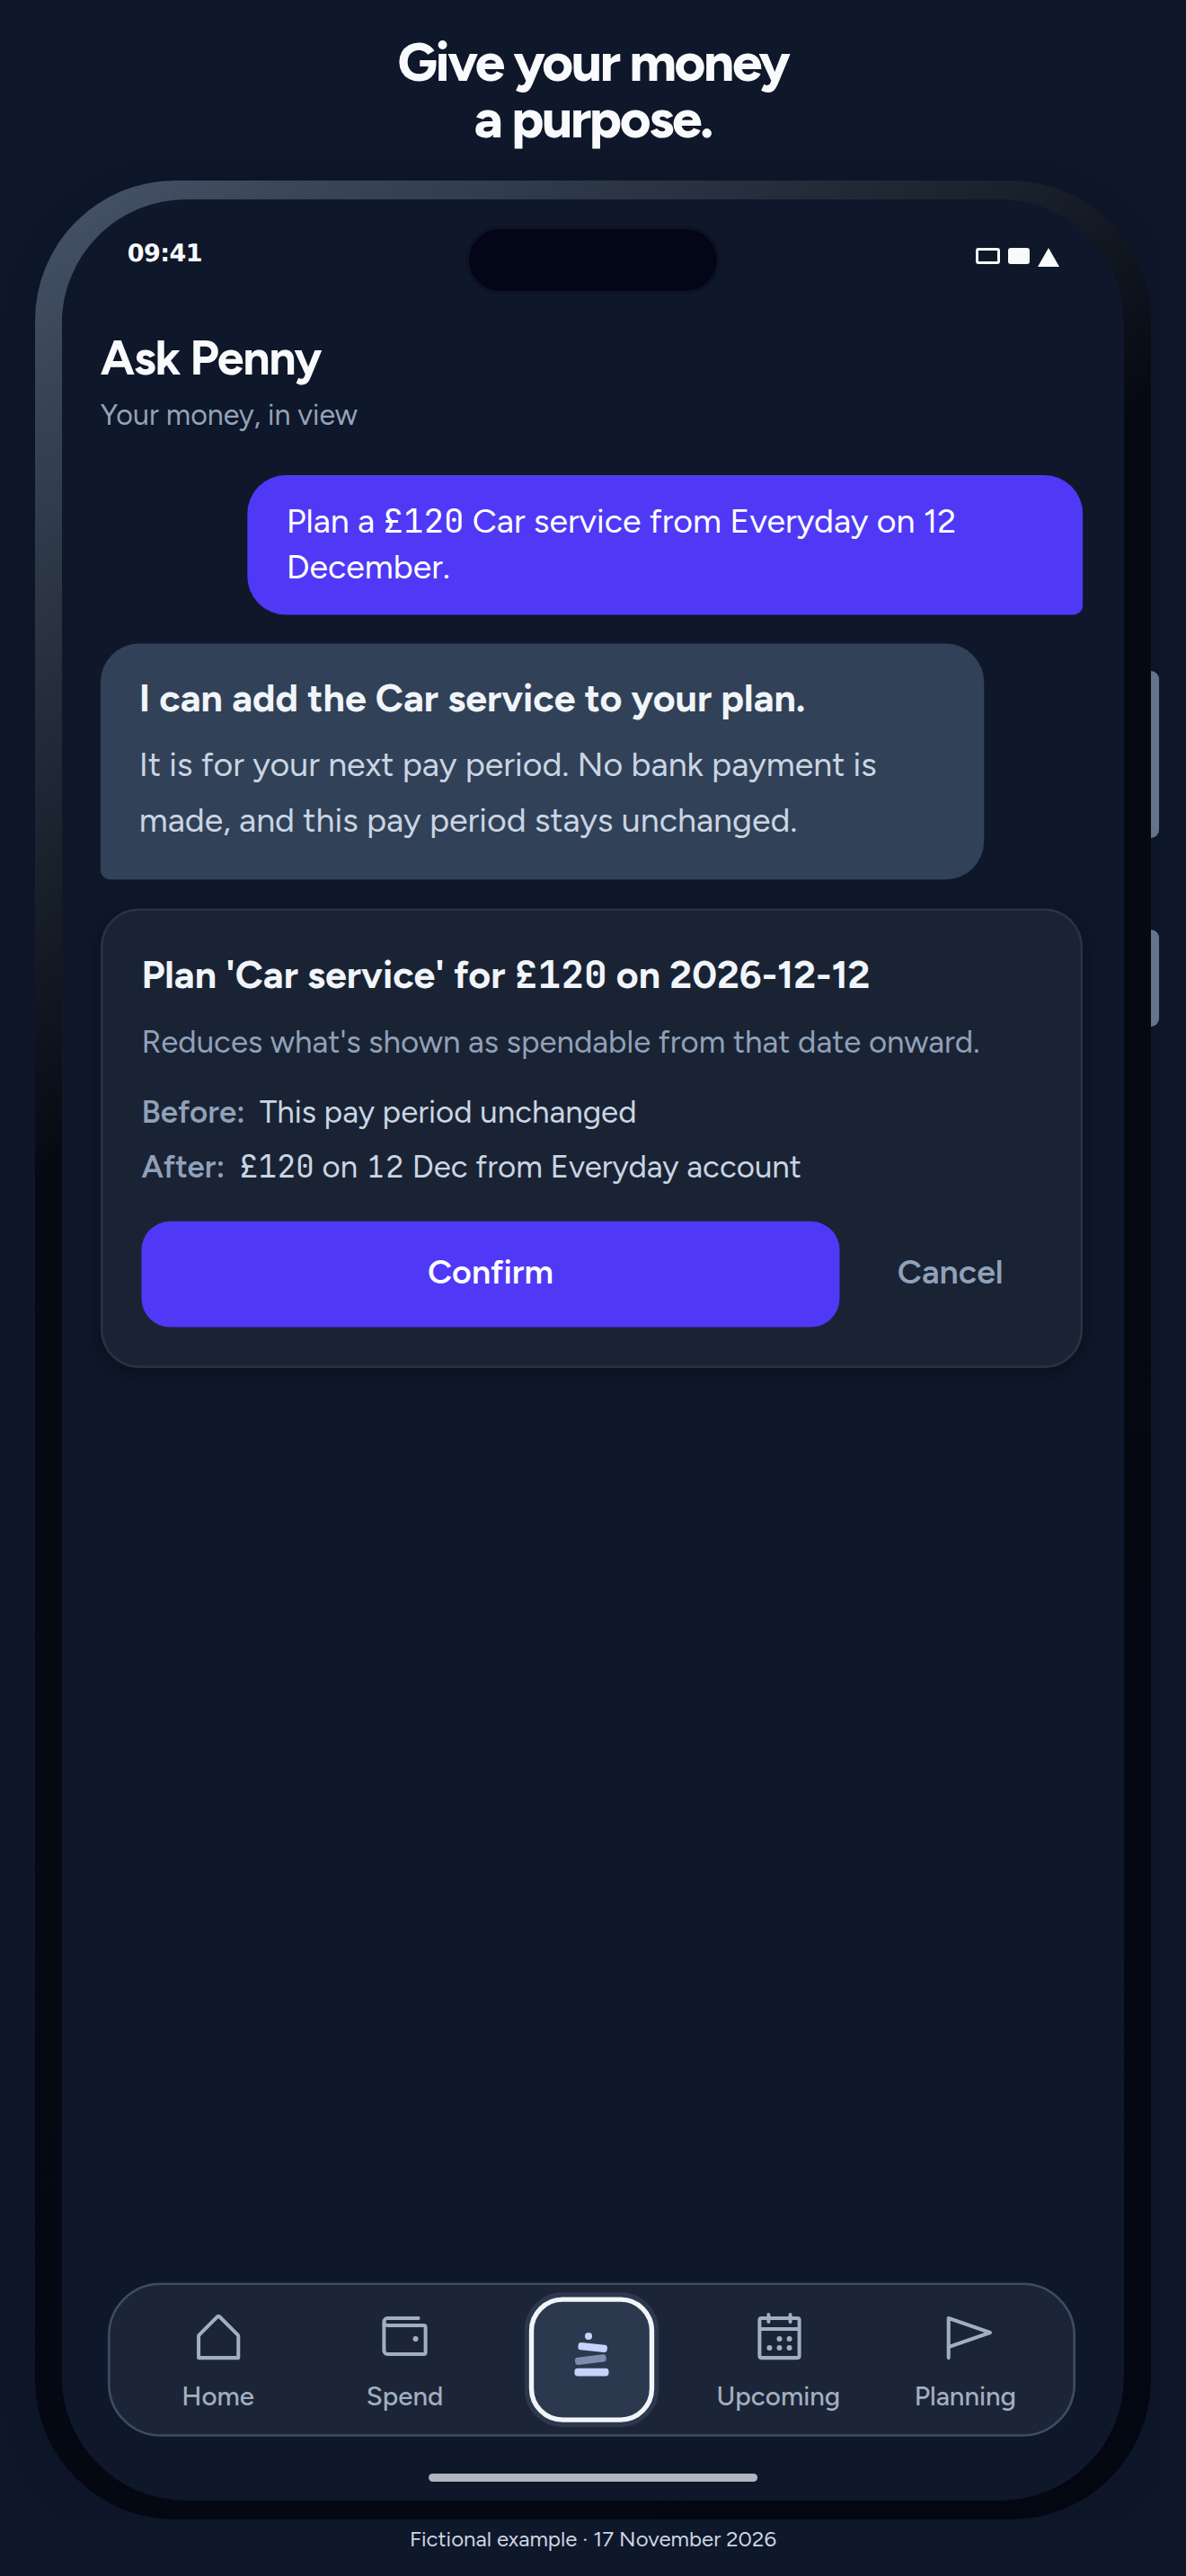 Give your money
a purpose.
09:41
Ask Penny
Your money, in view
Plan a £120 Car service from Everyday on 12
December.
I can add the Car service to your plan.
It is for your next pay period. No bank payment is
made, and this pay period stays unchanged.
Plan 'Car service' for £120 on 2026-12-12
Reduces what's shown as spendable from that date onward.
Before: This pay period unchanged
After: £120 on 12 Dec from Everyday account
Confirm
Cancel
Home
Spend
Upcoming
Planning
Fictional example · 17 November 2026